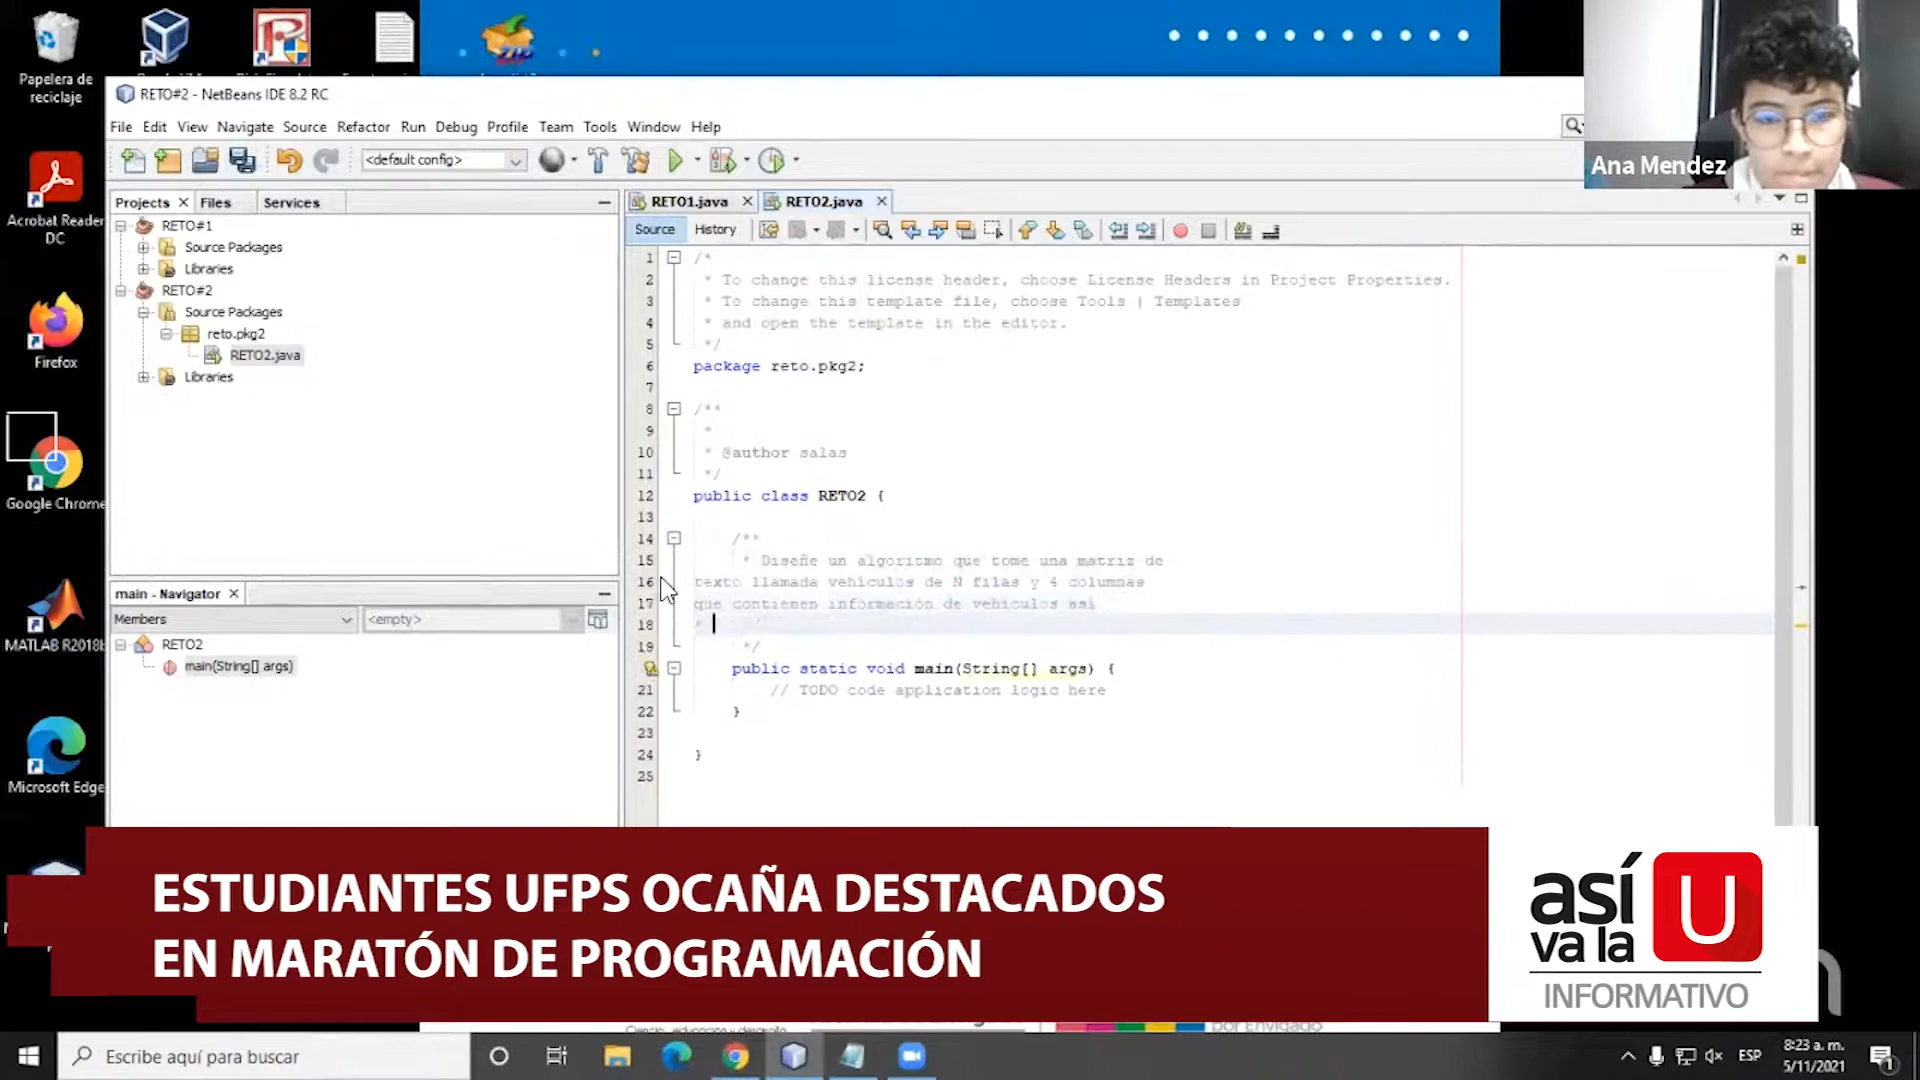 Papelera de
reciclaje
Acrobat Reader
DC
Firefox
Google Chrome
MATLAB R2018b
Microsoft Edge
RETO#2 - NetBeans IDE 8.2 RC
File Edit View Navigate Source Refactor Run Debug Profile Team Tools Window Help
<default config>
Ana Mendez
Projects Files Services
RETO#1
Source Packages
Libraries
RETO#2
Source Packages
reto.pkg2
RETO2.java
Libraries
main - Navigator
Members <empty>
RETO2
main(String[] args)
RETO1.java RETO2.java
Source History
1 /*
2 * To change this license header, choose License Headers in Project Properties.
3 * To change this template file, choose Tools | Templates
4 * and open the template in the editor.
5 */
6 package reto.pkg2;
7
8 /**
9 *
10 * @author salas
11 */
12 public class RETO2 {
13
14 /**
15 * Diseñe un algoritmo que tome una matriz de
16 texto llamada vehiculos de N filas y 4 columnas
17 que contienen información de vehiculos asi
18 *
19 */
public static void main(String[] args) {
21 // TODO code application logic here
22 }
23
24 }
25
ESTUDIANTES UFPS OCAÑA DESTACADOS
EN MARATÓN DE PROGRAMACIÓN
así
va la
U
INFORMATIVO
Ciencia, educación y desarrollo
por Envigado
Escribe aquí para buscar
ESP
8:23 a. m.
5/11/2021
1